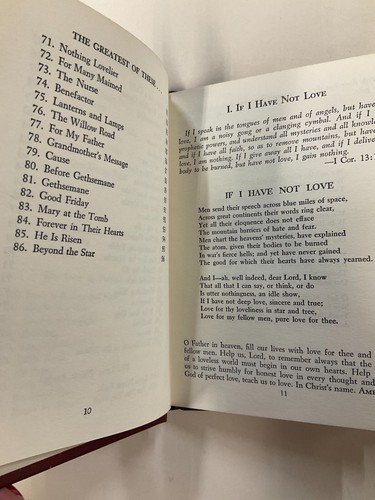 THE GREATEST OF THESE . . .
71. Nothing Lovelier
72. For Many Maimed
73. The Nurse
74. Benefactor
75. Lanterns and Lamps
76. The Willow Road
77. For My Father
78. Grandmother's Message
79. Cause
80. Before Gethsemane
81. Gethsemane
82. Good Friday
83. Mary at the Tomb
84. Forever in Their Hearts
85. He Is Risen
86. Beyond the Star
10
I. IF I HAVE NOT LOVE
If I speak in the tongues of men and of angels, but have
love, I am a noisy gong or a clanging cymbal. And if I
prophetic powers, and understand all mysteries and all knowle
and if I have all faith, so as to remove mountains, but have
love, I am nothing. If I give away all I have, and if I deliver
body to be burned, but have not love, I gain nothing.
—I Cor. 13:
IF I HAVE NOT LOVE
Men send their speech across blue miles of space,
Across great continents their words ring clear,
Yet all their eloquence does not efface
The mountain barriers of hate and fear.
Men chart the heavens' mysteries, have explained
The atom, given their bodies to be burned
In war's fierce hells; and yet have never gained
The good for which their hearts have always yearned.
And I—ah, well indeed, dear Lord, I know
That all that I can say, or think, or do
Is utter nothingness, an idle show,
If I have not deep love, sincere and true;
Love for thy loveliness in star and tree,
Love for my fellow men, pure love for thee.
O Father in heaven, fill our lives with love for thee and
fellow men. Help us, Lord, to remember always that the
of a loveless world must begin in our own hearts. Help
us to strive humbly for honest love in every thought and
God of perfect love, teach us to love. In Christ's name. AME
11